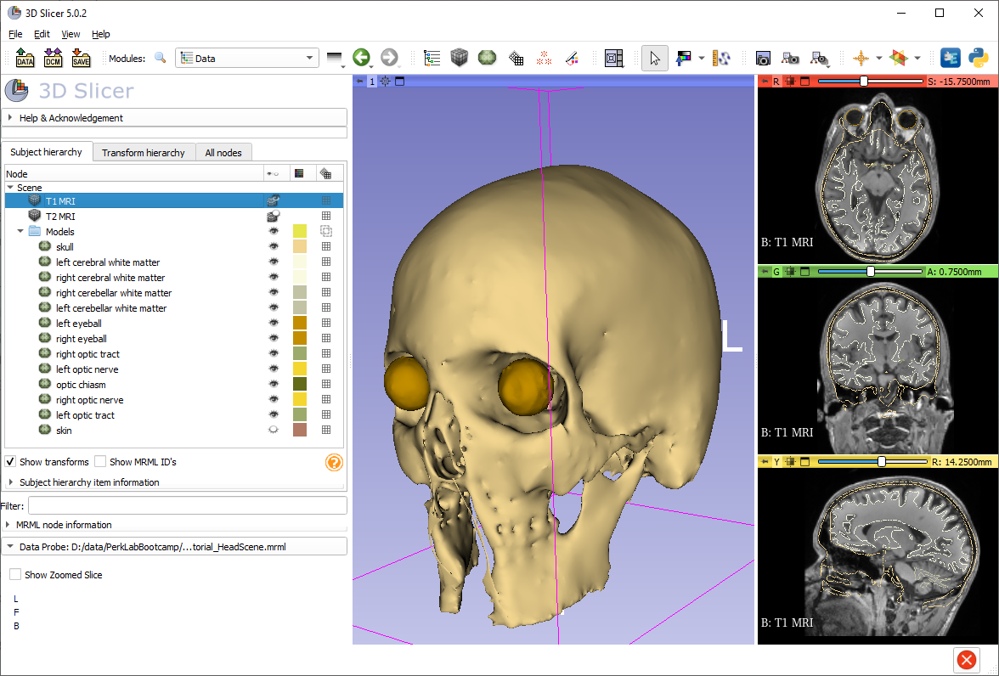 3D Slicer 5.0.2
File Edit View Help
DATA DCM SAVE Modules: Data
3D Slicer
Help & Acknowledgement
Subject hierarchy Transform hierarchy All nodes
Node
Scene
T1 MRI
T2 MRI
Models
skull
left cerebral white matter
right cerebral white matter
right cerebellar white matter
left cerebellar white matter
left eyeball
right eyeball
right optic tract
left optic nerve
optic chiasm
right optic nerve
left optic tract
skin
Show transforms Show MRML ID's
Subject hierarchy item information
Filter:
MRML node information
Data Probe: D:/data/PerkLabBootcamp/...torial_HeadScene.mrml
Show Zoomed Slice
L
F
B
1
L
R S: -15.7500mm
B: T1 MRI
G A: 0.7500mm
B: T1 MRI
Y R: 14.2500mm
B: T1 MRI